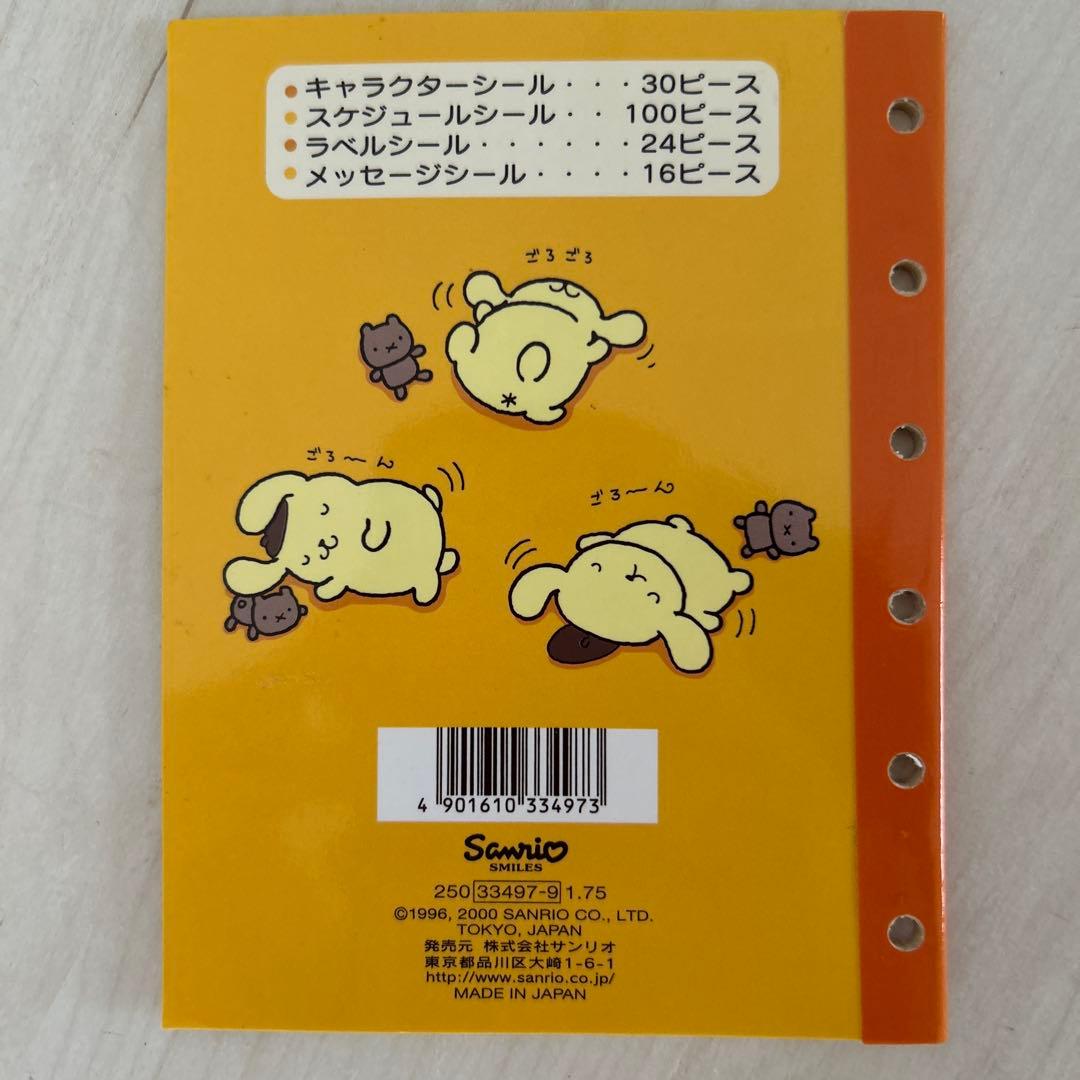 ●キャラクターシール・・・30ピース
●スケジュールシール・・100ピース
●ラベルシール・・・・・・24ピース
●メッセージシール・・・・16ピース
ごろごろ
ごろ〜ん
ごろ〜ん
4 901610 334973
Sanrio
SMILES
250 33497-9 1.75
©1996, 2000 SANRIO CO., LTD.
TOKYO, JAPAN
発売元 株式会社サンリオ
東京都品川区大崎1-6-1
http://www.sanrio.co.jp/
MADE IN JAPAN